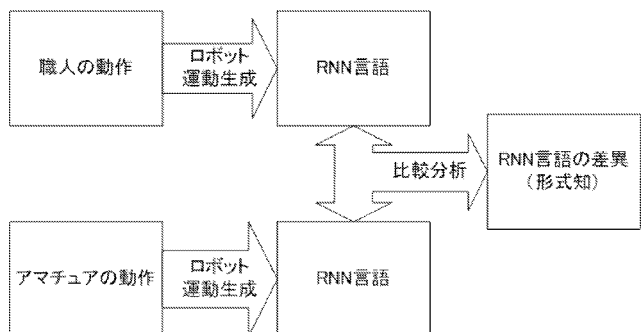 職人の動作
ロボット
運動生成
RNN言語
比較分析
RNN言語の差異
(形式知)
アマチュアの動作
ロボット
運動生成
RNN言語